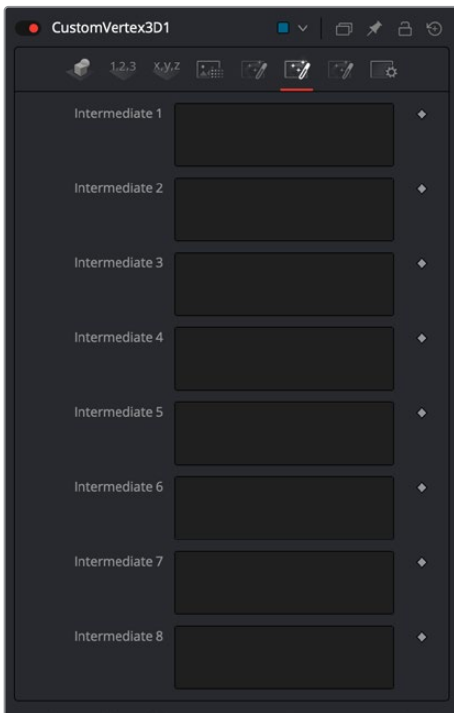 CustomVertex3D1
1,2,3 x,y,z
Intermediate 1
Intermediate 2
Intermediate 3
Intermediate 4
Intermediate 5
Intermediate 6
Intermediate 7
Intermediate 8